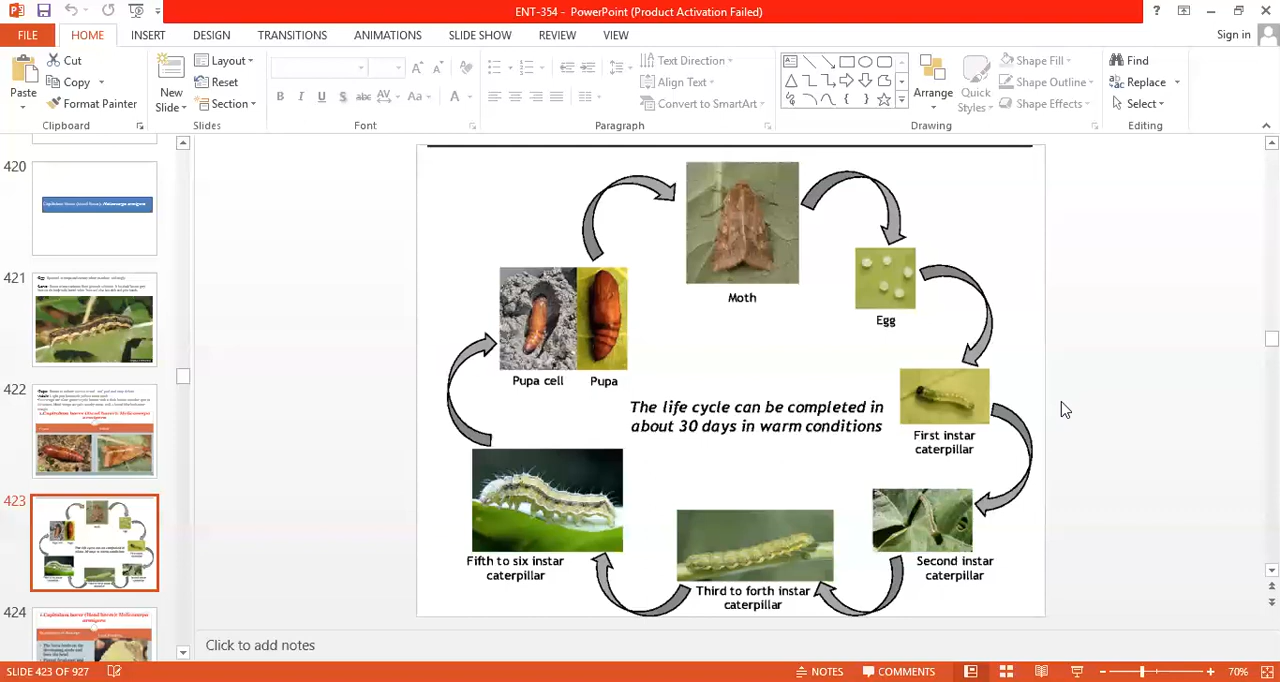 ENT-354 - PowerPoint (Product Activation Failed)
FILE HOME INSERT DESIGN TRANSITIONS ANIMATIONS SLIDE SHOW REVIEW VIEW Sign in
Paste
Cut
Copy
Format Painter
Clipboard
New
Slide
Layout
Reset
Section
Slides
Font
Text Direction
Align Text
Convert to SmartArt
Paragraph
Arrange
Quick
Styles
Shape Fill
Shape Outline
Shape Effects
Drawing
Find
Replace
Select
Editing
420
421
422
423
424
Moth
Egg
Pupa cell Pupa
The life cycle can be completed in
about 30 days in warm conditions
First instar
caterpillar
Second instar
caterpillar
Third to forth instar
caterpillar
Fifth to six instar
caterpillar
Click to add notes
SLIDE 423 OF 927
NOTES COMMENTS 70%